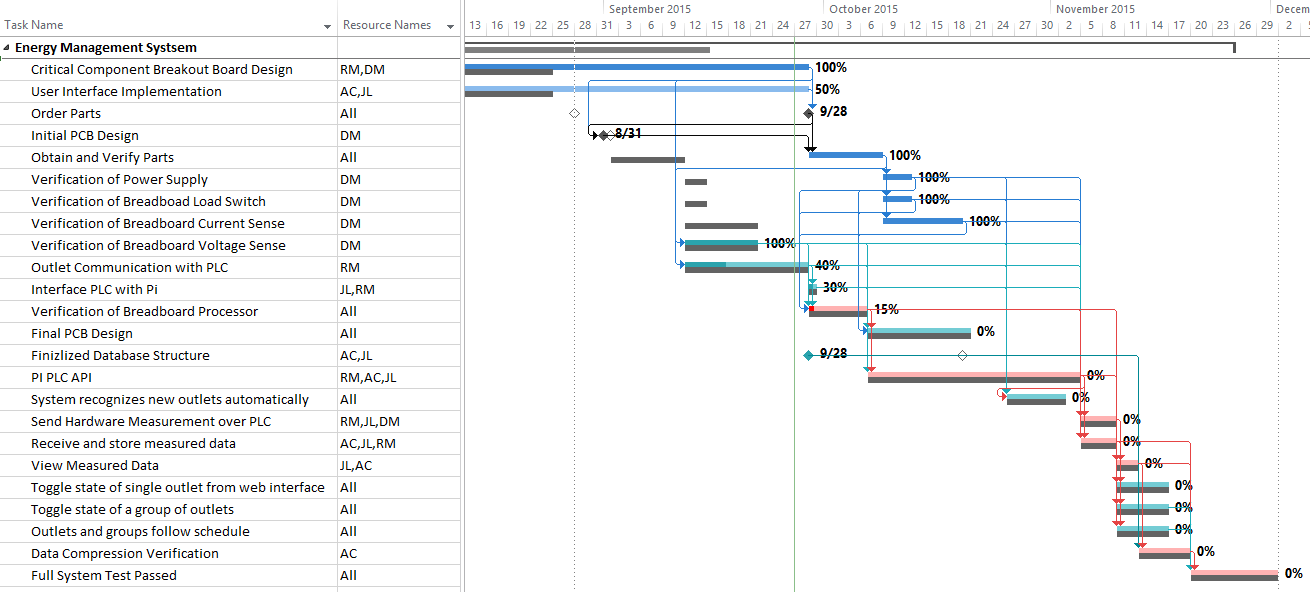 September 2015 October 2015 November 2015 Decem
Task Name Resource Names 13 16 19 22 25 28 31 3 6 9 12 15 18 21 24 27 30 3 6 9 12 15 18 21 24 27 30 2 5 8 11 14 17 20 23 26 29 2 5
Energy Management Systsem
Critical Component Breakout Board Design RM,DM 100%
User Interface Implementation AC,JL 50%
Order Parts All 9/28
Initial PCB Design DM 8/31
Obtain and Verify Parts All 100%
Verification of Power Supply DM 100%
Verification of Breadboad Load Switch DM 100%
Verification of Breadboard Current Sense DM 100%
Verification of Breadboard Voltage Sense DM 100%
Outlet Communication with PLC RM 40%
Interface PLC with Pi JL,RM 30%
Verification of Breadboard Processor All 15%
Final PCB Design All 0%
Finizlized Database Structure AC,JL 9/28
PI PLC API RM,AC,JL 0%
System recognizes new outlets automatically All 0%
Send Hardware Measurement over PLC RM,JL,DM 0%
Receive and store measured data AC,JL,RM 0%
View Measured Data JL,AC 0%
Toggle state of single outlet from web interface All 0%
Toggle state of a group of outlets All 0%
Outlets and groups follow schedule All 0%
Data Compression Verification AC 0%
Full System Test Passed All 0%